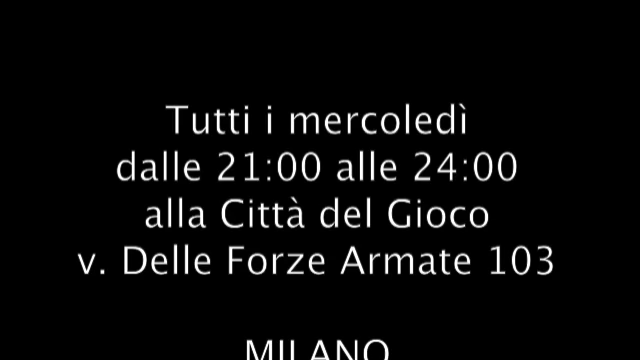 Tutti i mercoledì
dalle 21:00 alle 24:00
alla Città del Gioco
v. Delle Forze Armate 103
MILANO